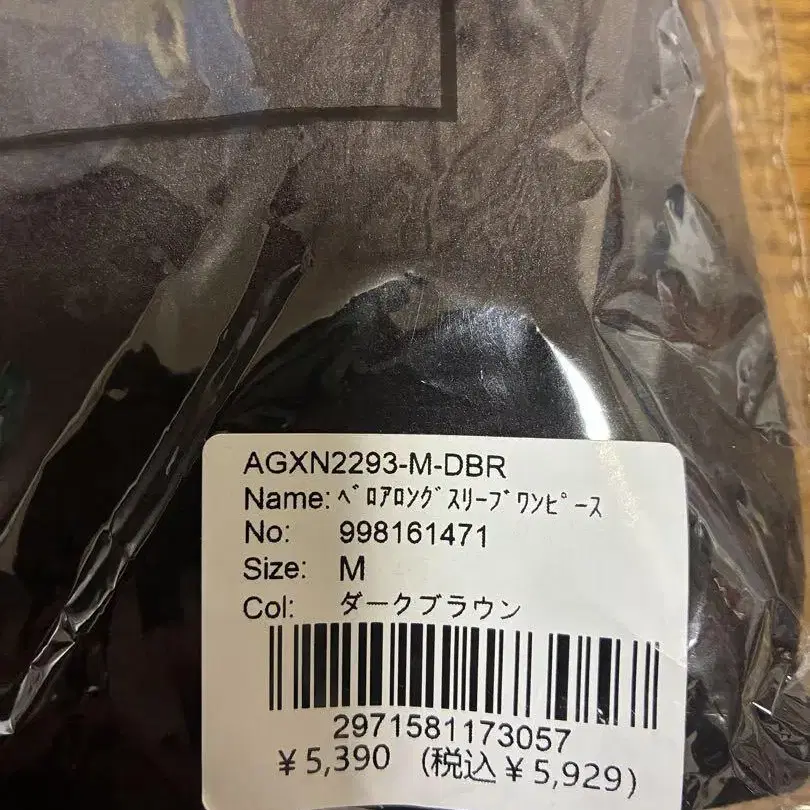 AGXN2293-M-DBR
Name: ﾍﾞﾛｱﾛﾝｸﾞｽﾘｰﾌﾞﾜﾝﾋﾟｰｽ
No: 998161471
Size: M
Col: ダークブラウン
2971581173057
¥5,390 (税込¥5,929)